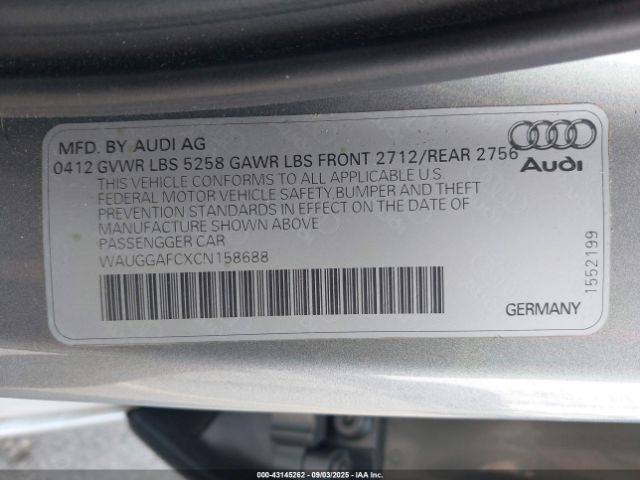 MFD. BY AUDI AG
0412 GVWR LBS 5258 GAWR LBS FRONT 2712/REAR 2756
THIS VEHICLE CONFORMS TO ALL APPLICABLE U.S.
FEDERAL MOTOR VEHICLE SAFETY BUMPER AND THEFT
PREVENTION STANDARDS IN EFFECT ON THE DATE OF
MANUFACTURE SHOWN ABOVE
PASSENGGER CAR
WAUGGAFCXCN158688
Audi
1552199
GERMANY
000-43145262 - 09/03/2025 - IAA Inc.